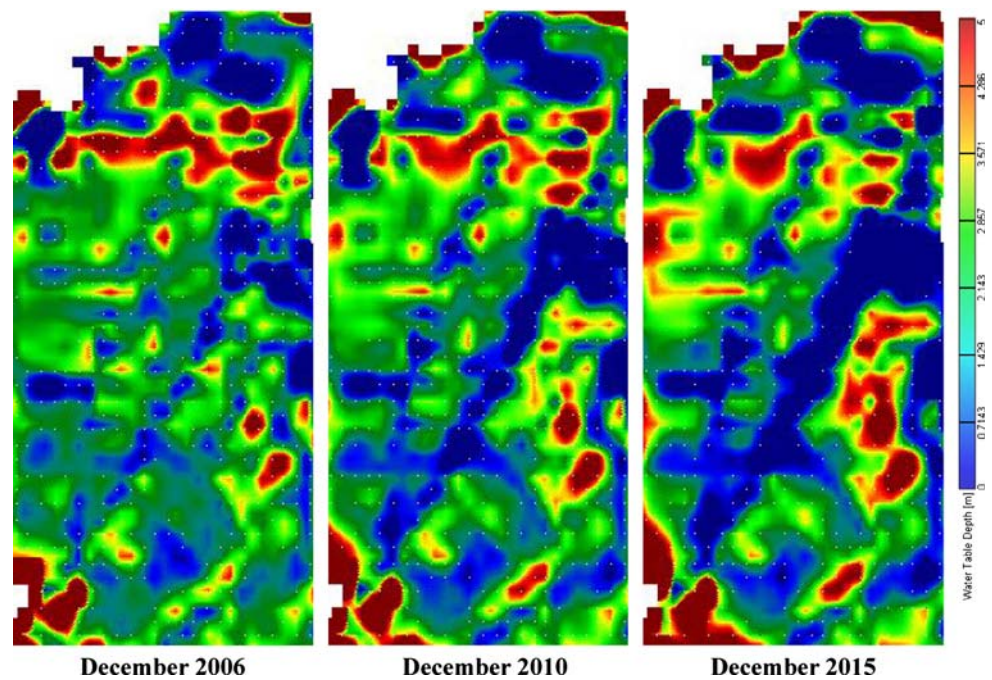 5
4.286
3.571
2.857
2.143
1.429
0.7143
0
Water Table Depth [m]
December 2006
December 2010
December 2015